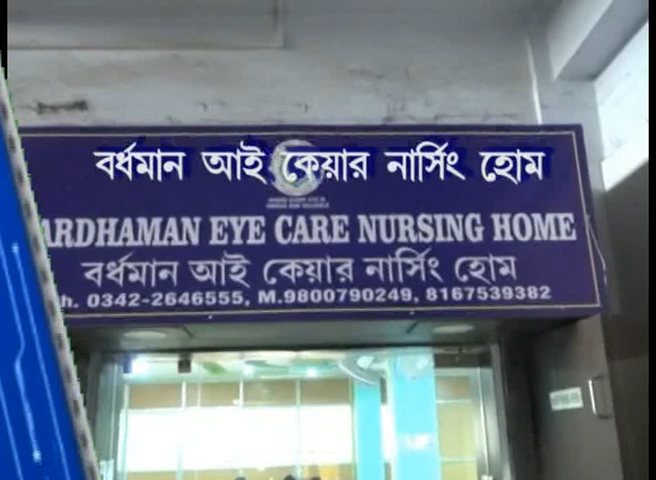 বর্ধমান আই কেয়ার নার্সিং হোম
ARDHAMAN EYE CARE NURSING HOME
বর্ধমান আই কেয়ার নার্সিং হোম
h. 0342-2646555, M.9800790249, 8167539382